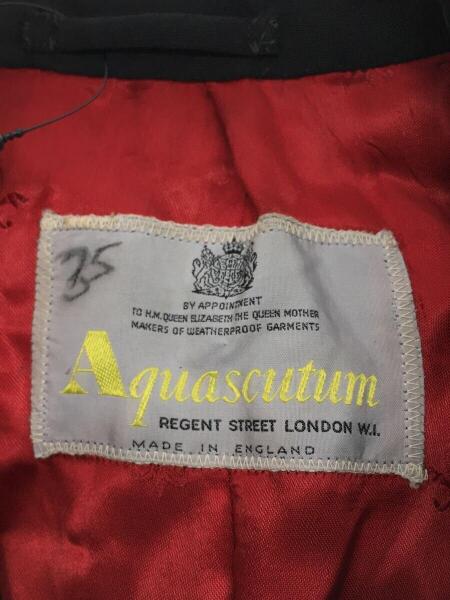 35
BY APPOINTMENT
TO H.M. QUEEN ELIZABETH THE QUEEN MOTHER
MAKERS OF WEATHERPROOF GARMENTS
Aquascutum
REGENT STREET LONDON W.I.
MADE IN ENGLAND